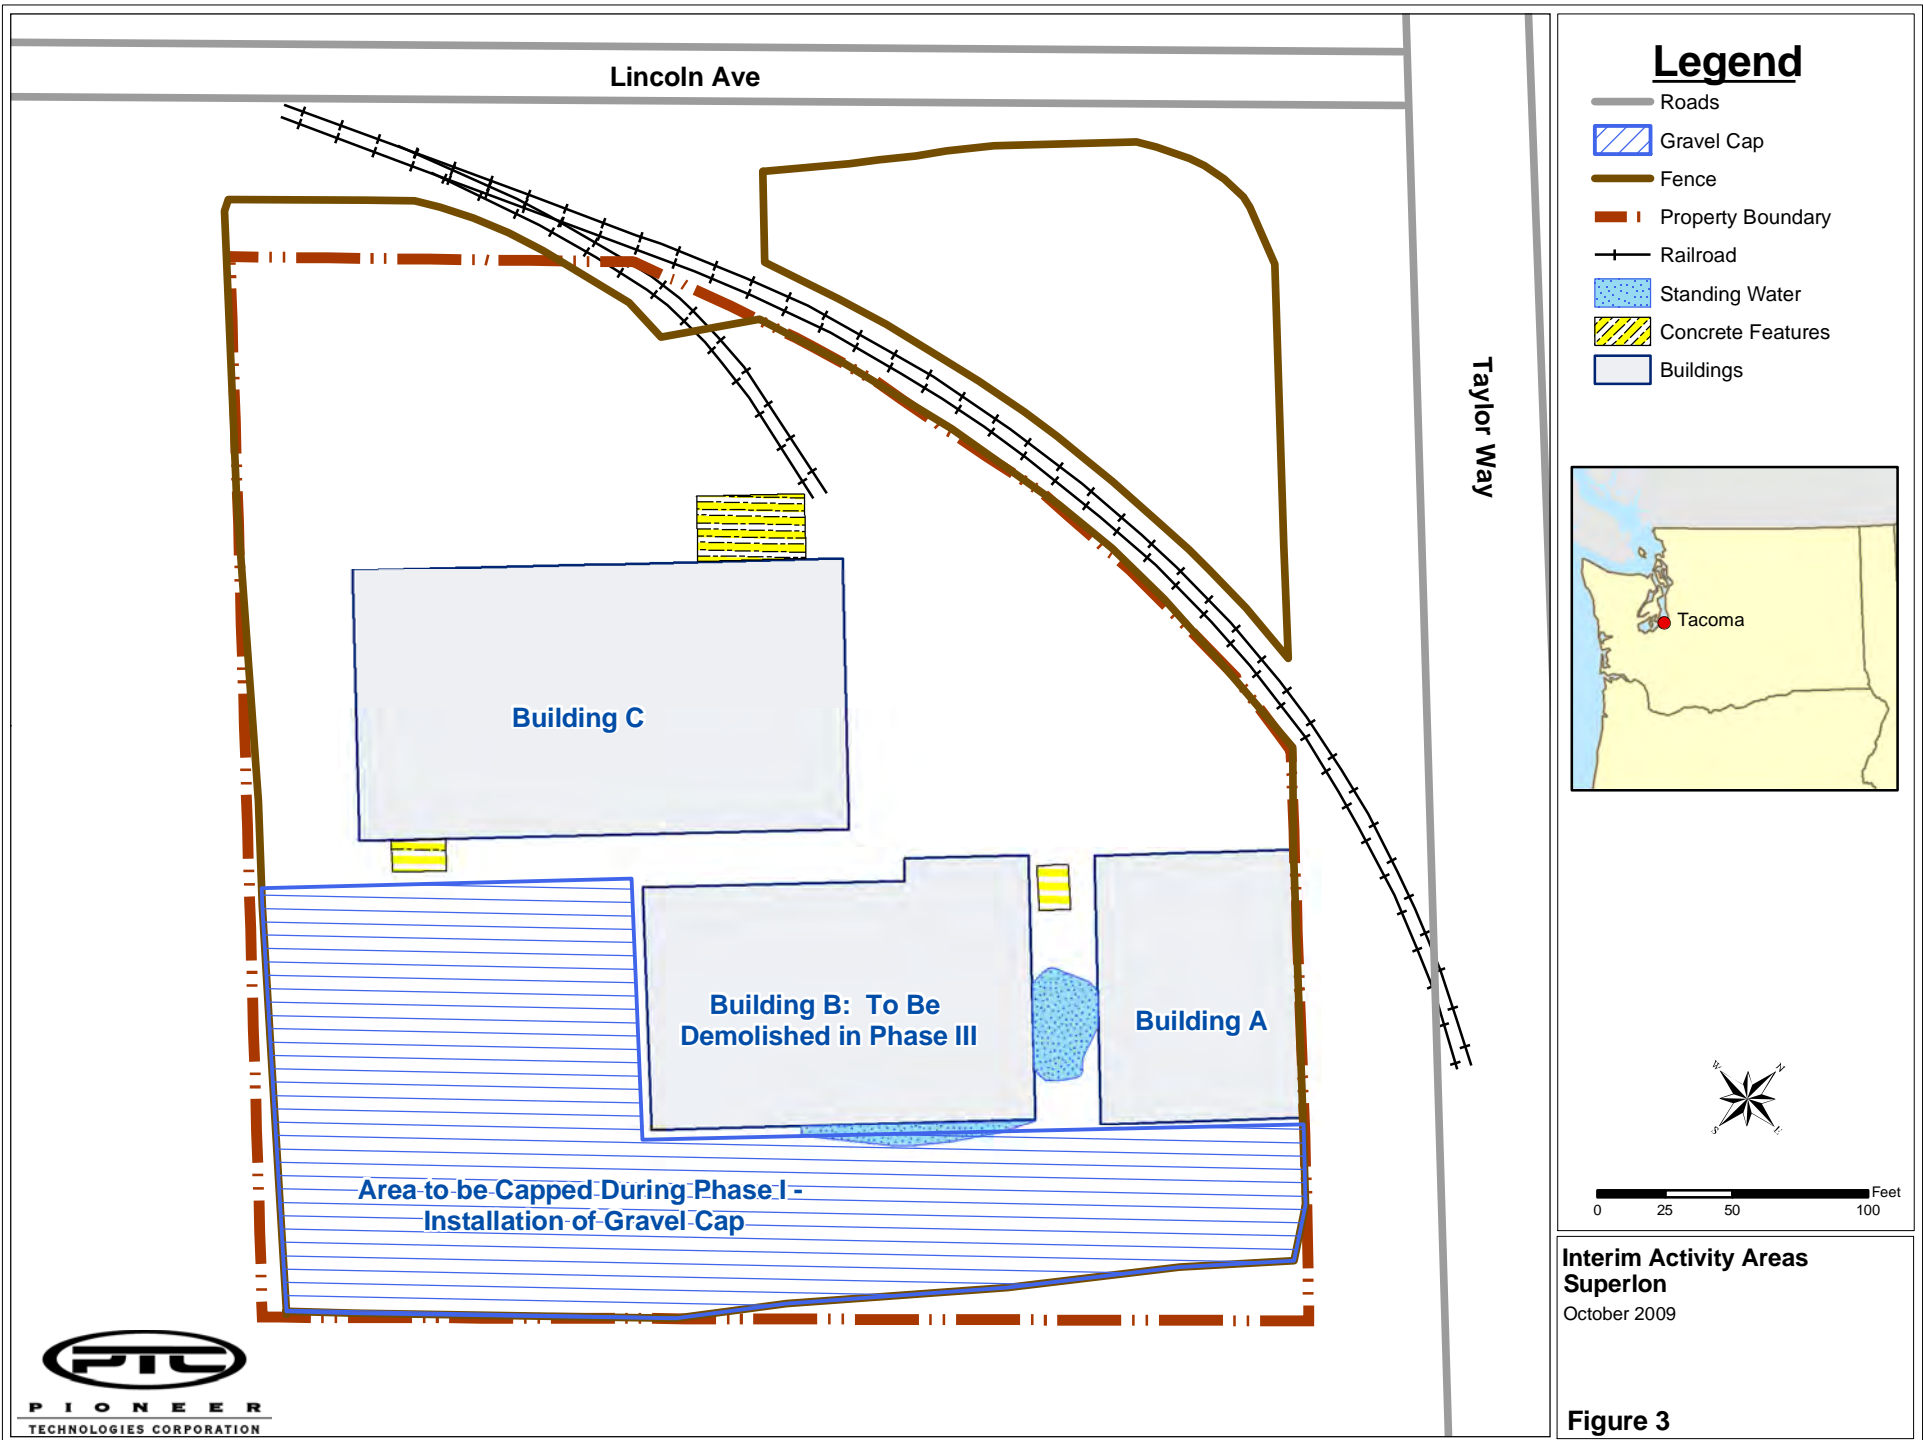 Lincoln Ave
Taylor Way
Building C
Building B:  To Be
Demolished in Phase III
Building A
Area to be Capped During Phase I -
Installation of Gravel Cap
PTC
PIONEER
TECHNOLOGIES CORPORATION
Legend
Roads
Gravel Cap
Fence
Property Boundary
Railroad
Standing Water
Concrete Features
Buildings
Tacoma
W N
S E
Feet
0 25 50 100
Interim Activity Areas
Superlon
October 2009
Figure 3